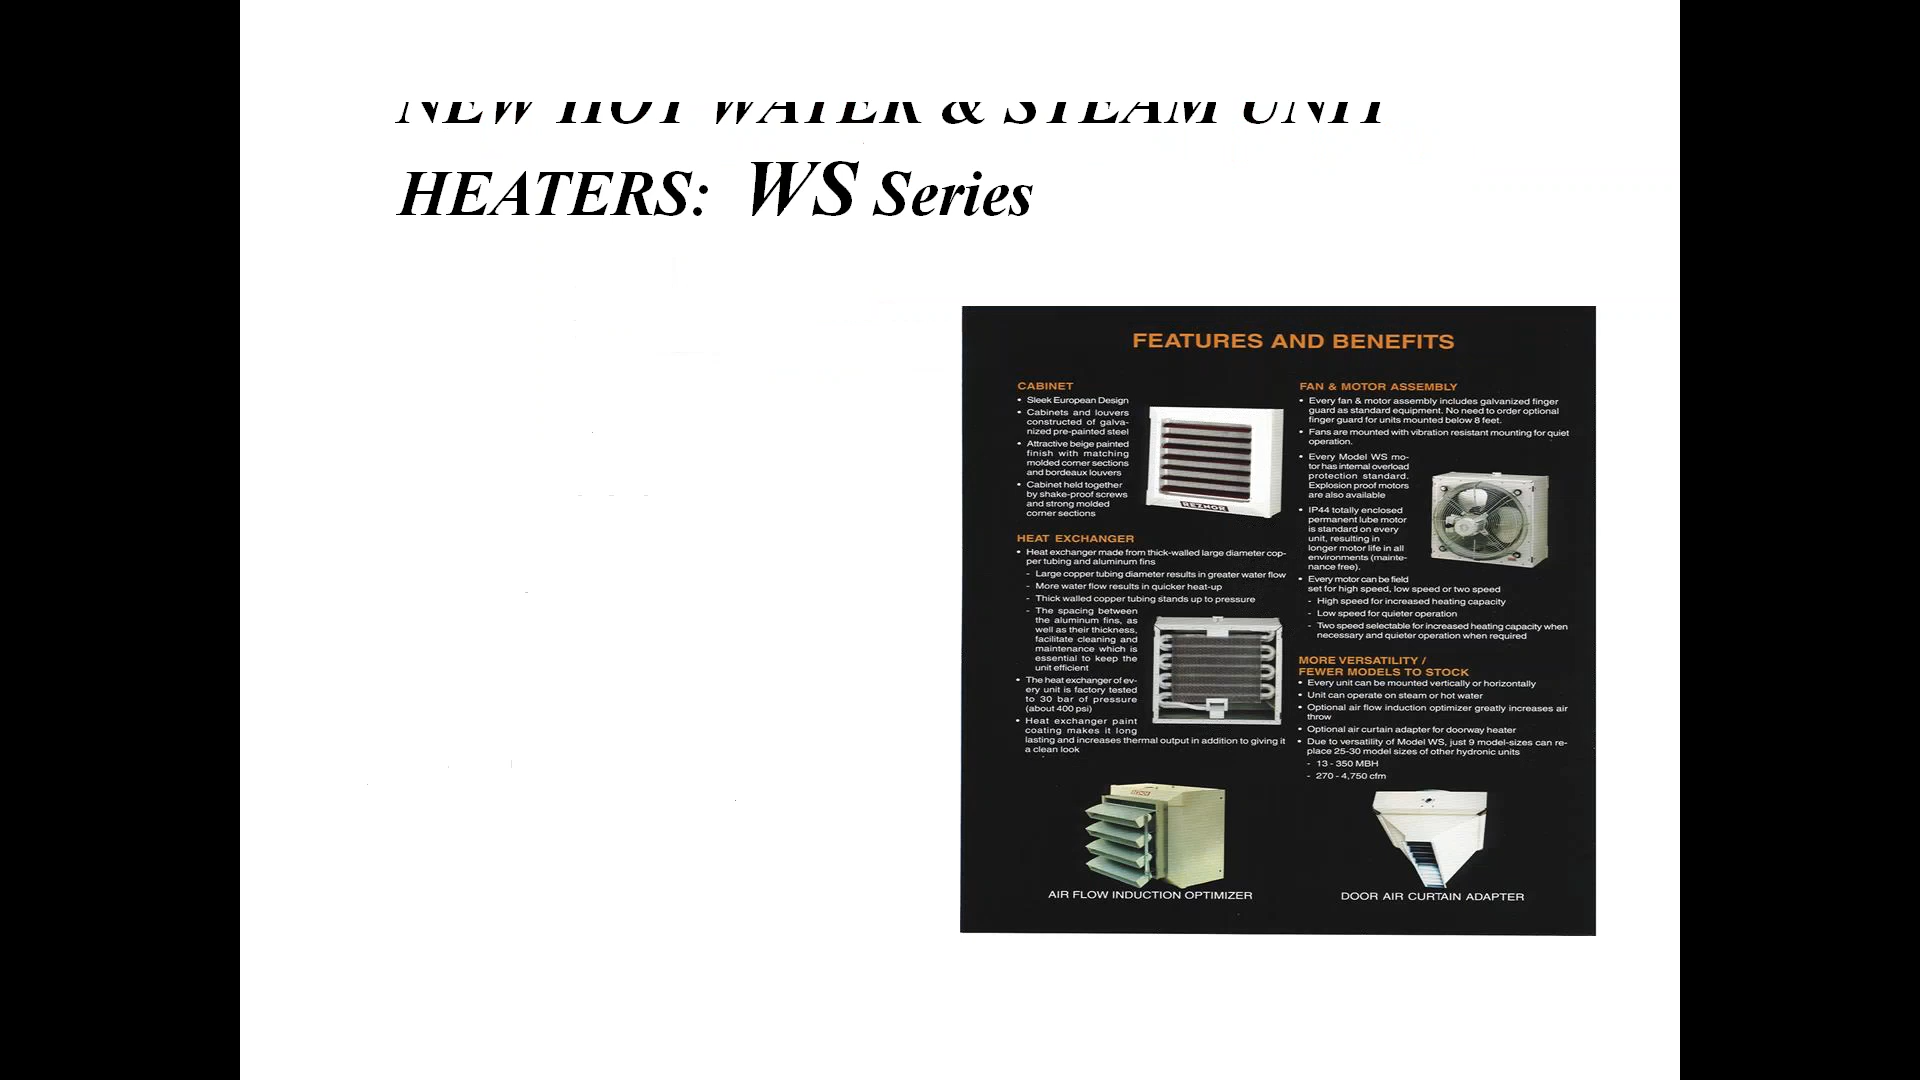 NEW HOT WATER & STEAM UNIT
HEATERS: WS Series
FEATURES AND BENEFITS
CABINET
• Sleek European Design
• Cabinets and louvers
constructed of galva-
nized pre-painted steel
• Attractive beige painted
finish with matching
molded corner sections
and bordeaux louvers
• Cabinet held together
by shake-proof screws
and strong molded
corner sections
REZNOR
HEAT EXCHANGER
• Heat exchanger made from thick-walled large diameter cop-
per tubing and aluminum fins
- Large copper tubing diameter results in greater water flow
- More water flow results in quicker heat-up
- Thick walled copper tubing stands up to pressure
- The spacing between
the aluminum fins, as
well as their thickness,
facilitate cleaning and
maintenance which is
essential to keep the
unit efficient
• The heat exchanger of ev-
ery unit is factory tested
to 30 bar of pressure
(about 400 psi)
• Heat exchanger paint
coating makes it long
lasting and increases thermal output in addition to giving it
a clean look
FAN & MOTOR ASSEMBLY
• Every fan & motor assembly includes galvanized finger
guard as standard equipment. No need to order optional
finger guard for units mounted below 8 feet.
• Fans are mounted with vibration resistant mounting for quiet
operation.
• Every Model WS mo-
tor has internal overload
protection standard.
Explosion proof motors
are also available
• IP44 totally enclosed
permanent lube motor
is standard on every
unit, resulting in
longer motor life in all
environments (mainte-
nance free).
• Every motor can be field
set for high speed, low speed or two speed
- High speed for increased heating capacity
- Low speed for quieter operation
- Two speed selectable for increased heating capacity when
necessary and quieter operation when required
MORE VERSATILITY /
FEWER MODELS TO STOCK
• Every unit can be mounted vertically or horizontally
• Unit can operate on steam or hot water
• Optional air flow induction optimizer greatly increases air
throw
• Optional air curtain adapter for doorway heater
• Due to versatility of Model WS, just 9 model-sizes can re-
place 25-30 model sizes of other hydronic units
- 13 - 350 MBH
- 270 - 4,750 cfm
REZNOR
AIR FLOW INDUCTION OPTIMIZER
DOOR AIR CURTAIN ADAPTER